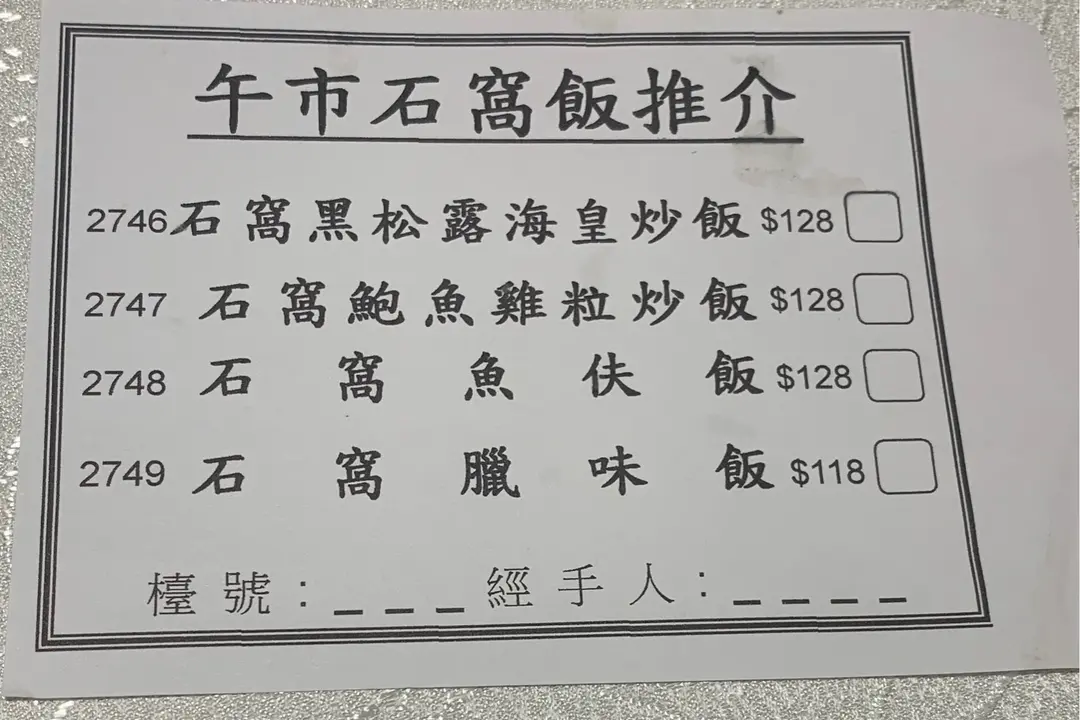 午市石窩飯推介
2746 石窩黑松露海皇炒飯 $128
2747 石窩鮑魚雞粒炒飯 $128
2748 石窩魚伕飯 $128
2749 石窩臘味飯 $118
檯號：_ _ _ 經手人：_ _ _ _